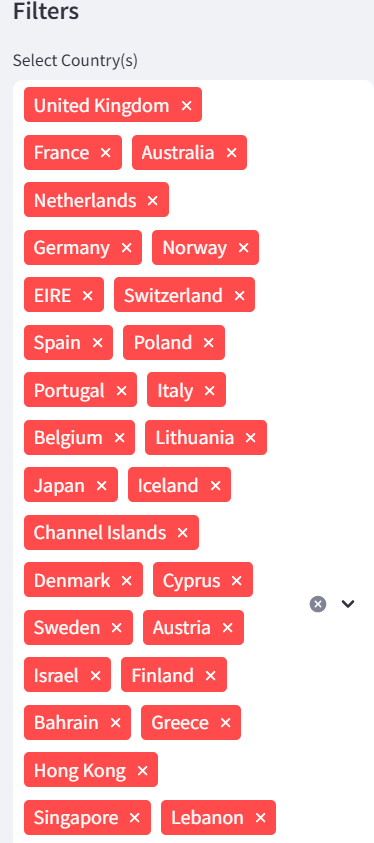 Filters
Select Country(s)
United Kingdom ×
France × Australia ×
Netherlands ×
Germany × Norway ×
EIRE × Switzerland ×
Spain × Poland ×
Portugal × Italy ×
Belgium × Lithuania ×
Japan × Iceland ×
Channel Islands ×
Denmark × Cyprus ×
Sweden × Austria ×
Israel × Finland ×
Bahrain × Greece ×
Hong Kong ×
Singapore × Lebanon ×